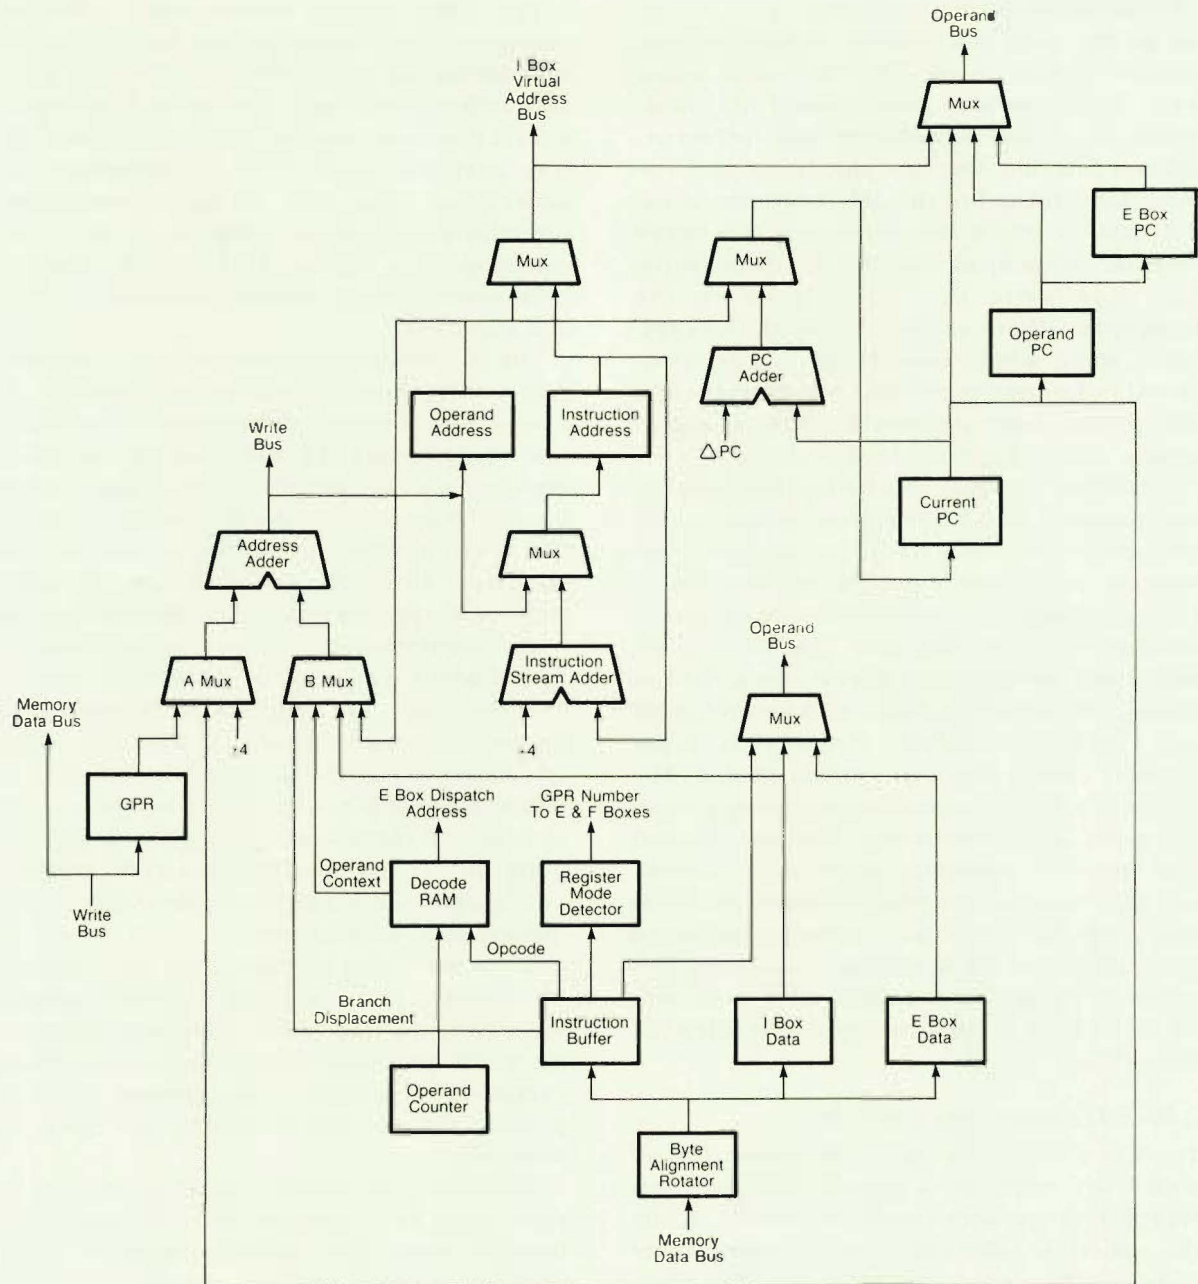 Operand
Bus
Mux
I Box
Virtual
Address
Bus
E Box
PC
Mux
Mux
Operand
PC
PC
Adder
Operand
Address
Instruction
Address
Write
Bus
△ PC
Current
PC
Address
Adder
Mux
Operand
Bus
A Mux
B Mux
Instruction
Stream Adder
Mux
Memory
Data Bus
+4
+4
GPR
E Box Dispatch
Address
GPR Number
To E & F Boxes
Operand
Context
Decode
RAM
Register
Mode
Detector
Write
Bus
Opcode
Branch
Displacement
Instruction
Buffer
I Box
Data
E Box
Data
Operand
Counter
Byte
Alignment
Rotator
Memory
Data Bus